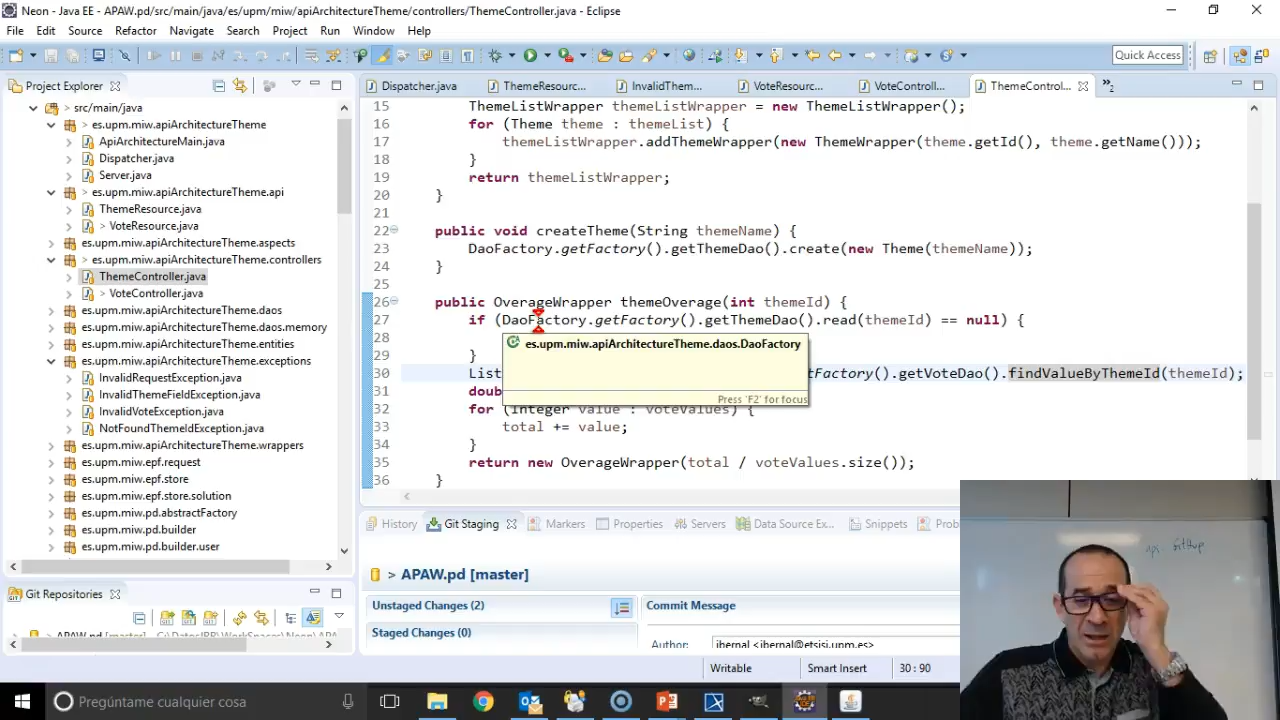 Neon - Java EE - APAW.pd/src/main/java/es/upm/miw/apiArchitectureTheme/controllers/ThemeController.java - Eclipse
File Edit Source Refactor Navigate Search Project Run Window Help
Quick Access
Project Explorer
src/main/java
> es.upm.miw.apiArchitectureTheme
ApiArchitectureMain.java
Dispatcher.java
Server.java
> es.upm.miw.apiArchitectureTheme.api
ThemeResource.java
> VoteResource.java
es.upm.miw.apiArchitectureTheme.aspects
> es.upm.miw.apiArchitectureTheme.controllers
ThemeController.java
> VoteController.java
es.upm.miw.apiArchitectureTheme.daos
es.upm.miw.apiArchitectureTheme.daos.memory
es.upm.miw.apiArchitectureTheme.entities
es.upm.miw.apiArchitectureTheme.exceptions
InvalidRequestException.java
InvalidThemeFieldException.java
InvalidVoteException.java
NotFoundThemeIdException.java
es.upm.miw.apiArchitectureTheme.wrappers
es.upm.miw.epf.request
es.upm.miw.epf.store
es.upm.miw.epf.store.solution
es.upm.miw.pd.abstractFactory
es.upm.miw.pd.builder
es.upm.miw.pd.builder.user
Git Repositories
Dispatcher.java ThemeResourc... InvalidThem... VoteResourc... VoteControll... ThemeControl... »2
15 ThemeListWrapper themeListWrapper = new ThemeListWrapper();
16 for (Theme theme : themeList) {
17 themeListWrapper.addThemeWrapper(new ThemeWrapper(theme.getId(), theme.getName()));
18 }
19 return themeListWrapper;
20 }
21
22 public void createTheme(String themeName) {
23 DaoFactory.getFactory().getThemeDao().create(new Theme(themeName));
24 }
25
26 public OverageWrapper themeOverage(int themeId) {
27 if (DaoFactory.getFactory().getThemeDao().read(themeId) == null) {
28
es.upm.miw.apiArchitectureTheme.daos.DaoFactory
29 }
30 List tFactory().getVoteDao().findValueByThemeId(themeId);
31 doub
Press 'F2' for focus
32 for (Integer value : voteValues) {
33 total += value;
34 }
35 return new OverageWrapper(total / voteValues.size());
36 }
History Git Staging Markers Properties Servers Data Source Ex... Snippets Prob
> APAW.pd [master]
Unstaged Changes (2)
Staged Changes (0)
Commit Message
Author:
Writable Smart Insert 30 : 90
Pregúntame cualquier cosa